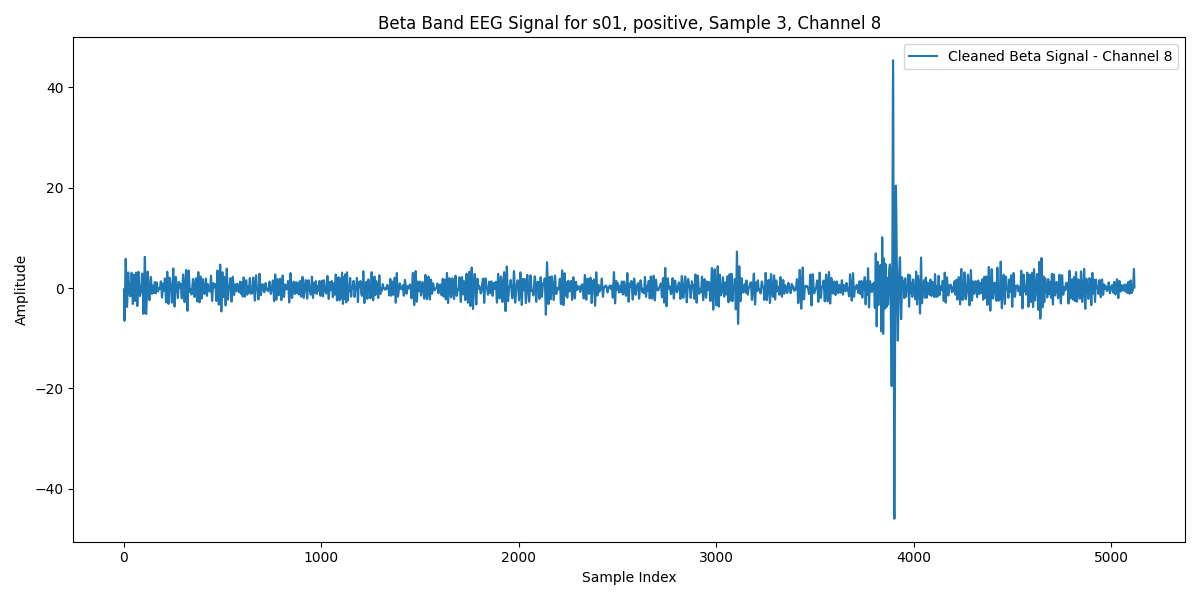 Beta Band EEG Signal for s01, positive, Sample 3, Channel 8
Cleaned Beta Signal - Channel 8
Amplitude
40
20
0
−20
−40
0 1000 2000 3000 4000 5000
Sample Index